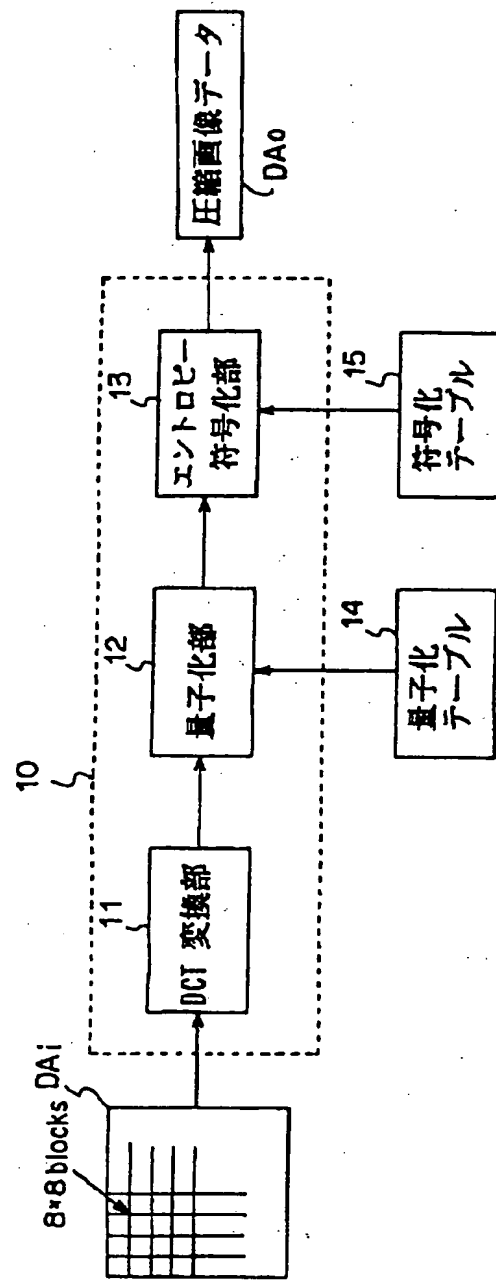 8*8blocks
DAi
10
11
DCT 変換部
12
量子化部
13
エントロピー
符号化部
圧縮画像データ
DAo
14
量子化
テーブル
15
符号化
テーブル